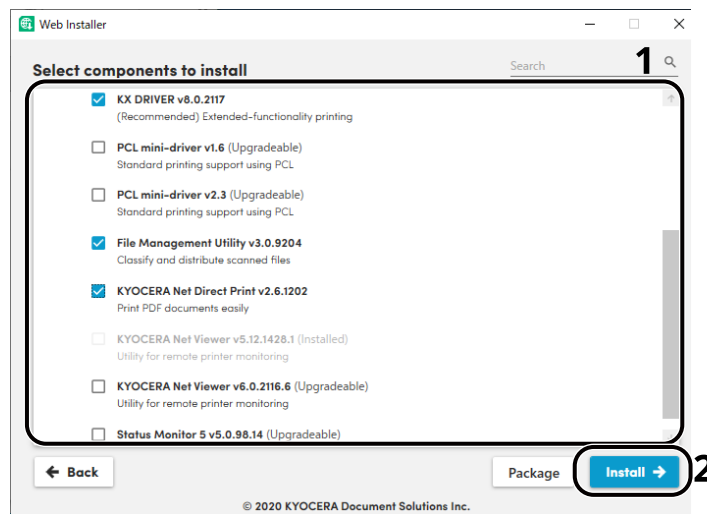 Web Installer
Select components to install
Search
1
KX DRIVER v8.0.2117
(Recommended) Extended-functionality printing
PCL mini-driver v1.6 (Upgradeable)
Standard printing support using PCL
PCL mini-driver v2.3 (Upgradeable)
Standard printing support using PCL
File Management Utility v3.0.9204
Classify and distribute scanned files
KYOCERA Net Direct Print v2.6.1202
Print PDF documents easily
KYOCERA Net Viewer v5.12.1428.1 (Installed)
Utility for remote printer monitoring
KYOCERA Net Viewer v6.0.2116.6 (Upgradeable)
Utility for remote printer monitoring
Status Monitor 5 v5.0.98.14 (Upgradeable)
Back
Package
Install
2
© 2020 KYOCERA Document Solutions Inc.